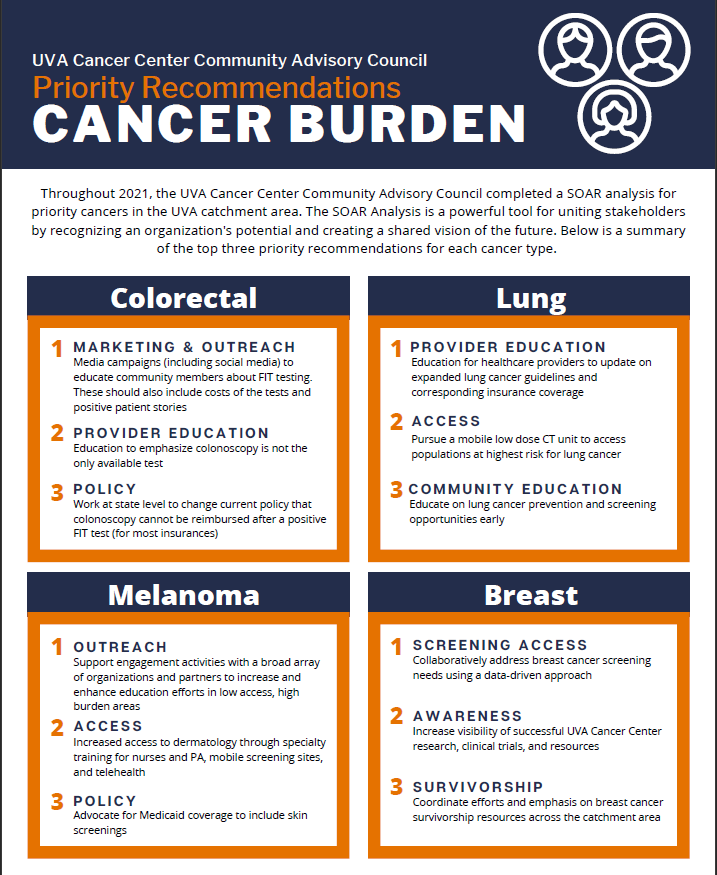 UVA Cancer Center Community Advisory Council
Priority Recommendations
CANCER BURDEN
Throughout 2021, the UVA Cancer Center Community Advisory Council completed a SOAR analysis for
priority cancers in the UVA catchment area. The SOAR Analysis is a powerful tool for uniting stakeholders
by recognizing an organization's potential and creating a shared vision of the future. Below is a summary
of the top three priority recommendations for each cancer type.
Colorectal
1 MARKETING & OUTREACH
Media campaigns (including social media) to
educate community members about FIT testing.
These should also include costs of the tests and
positive patient stories
2 PROVIDER EDUCATION
Education to emphasize colonoscopy is not the
only available test
3 POLICY
Work at state level to change current policy that
colonoscopy cannot be reimbursed after a positive
FIT test (for most insurances)
Lung
1 PROVIDER EDUCATION
Education for healthcare providers to update on
expanded lung cancer guidelines and
corresponding insurance coverage
2 ACCESS
Pursue a mobile low dose CT unit to access
populations at highest risk for lung cancer
3 COMMUNITY EDUCATION
Educate on lung cancer prevention and screening
opportunities early
Melanoma
1 OUTREACH
Support engagement activities with a broad array
of organizations and partners to increase and
enhance education efforts in low access, high
burden areas
2 ACCESS
Increased access to dermatology through specialty
training for nurses and PA, mobile screening sites,
and telehealth
3 POLICY
Advocate for Medicaid coverage to include skin
screenings
Breast
1 SCREENING ACCESS
Collaboratively address breast cancer screening
needs using a data-driven approach
2 AWARENESS
Increase visibility of successful UVA Cancer Center
research, clinical trials, and resources
3 SURVIVORSHIP
Coordinate efforts and emphasis on breast cancer
survivorship resources across the catchment area